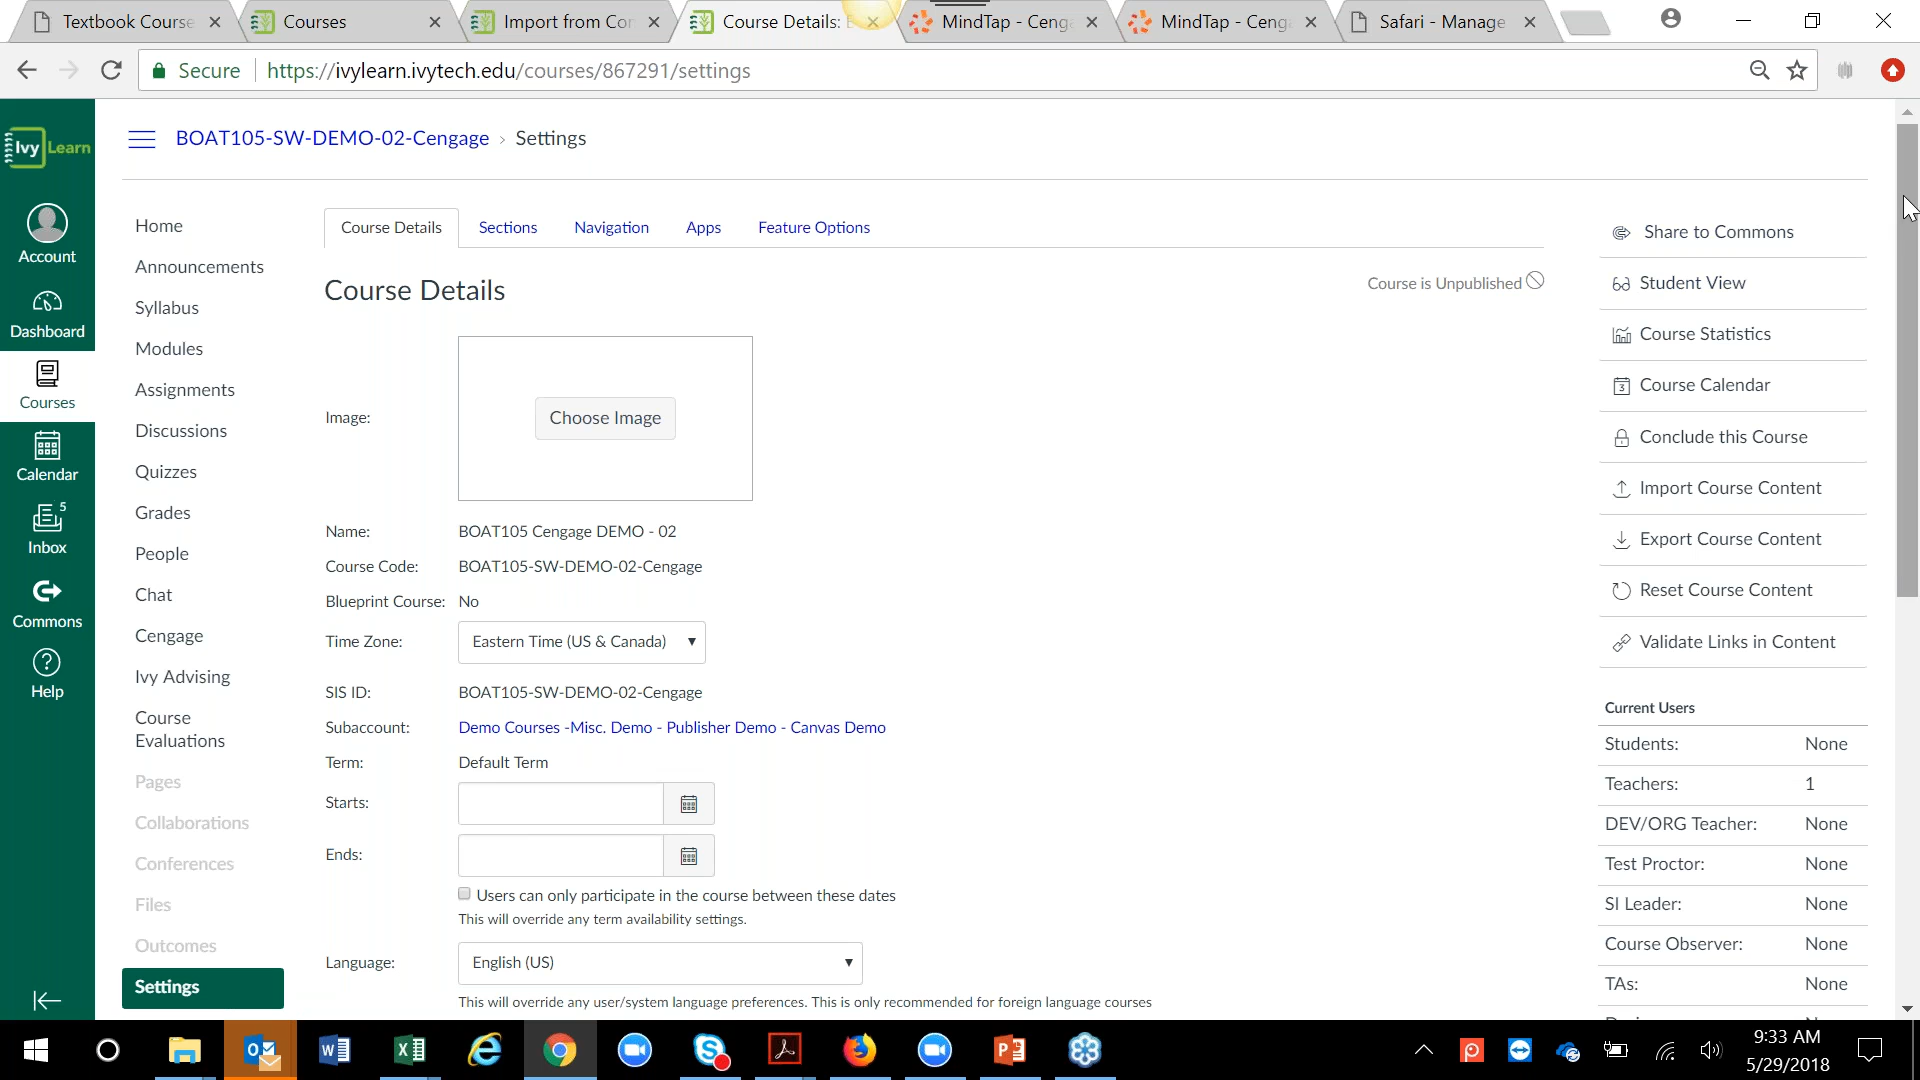 Textbook Course
Courses
Import from Co
Course Details:
MindTap - Ceng
MindTap - Ceng
Safari - Manage
Secure
https://ivylearn.ivytech.edu/courses/867291/settings
Ivy Learn
BOAT105-SW-DEMO-02-Cengage › Settings
Account
Dashboard
Courses
Calendar
5
Inbox
Commons
Help
Home
Announcements
Syllabus
Modules
Assignments
Discussions
Quizzes
Grades
People
Chat
Cengage
Ivy Advising
Course
Evaluations
Pages
Collaborations
Conferences
Files
Outcomes
Settings
Course Details
Sections
Navigation
Apps
Feature Options
Course Details
Course is Unpublished
Image:
Choose Image
Name: BOAT105 Cengage DEMO - 02
Course Code: BOAT105-SW-DEMO-02-Cengage
Blueprint Course: No
Time Zone: Eastern Time (US & Canada)
SIS ID: BOAT105-SW-DEMO-02-Cengage
Subaccount: Demo Courses -Misc. Demo - Publisher Demo - Canvas Demo
Term: Default Term
Starts:
Ends:
Users can only participate in the course between these dates
This will override any term availability settings.
Language: English (US)
This will override any user/system language preferences. This is only recommended for foreign language courses
Share to Commons
Student View
Course Statistics
Course Calendar
Conclude this Course
Import Course Content
Export Course Content
Reset Course Content
Validate Links in Content
Current Users
Students: None
Teachers: 1
DEV/ORG Teacher: None
Test Proctor: None
SI Leader: None
Course Observer: None
TAs: None
9:33 AM
5/29/2018